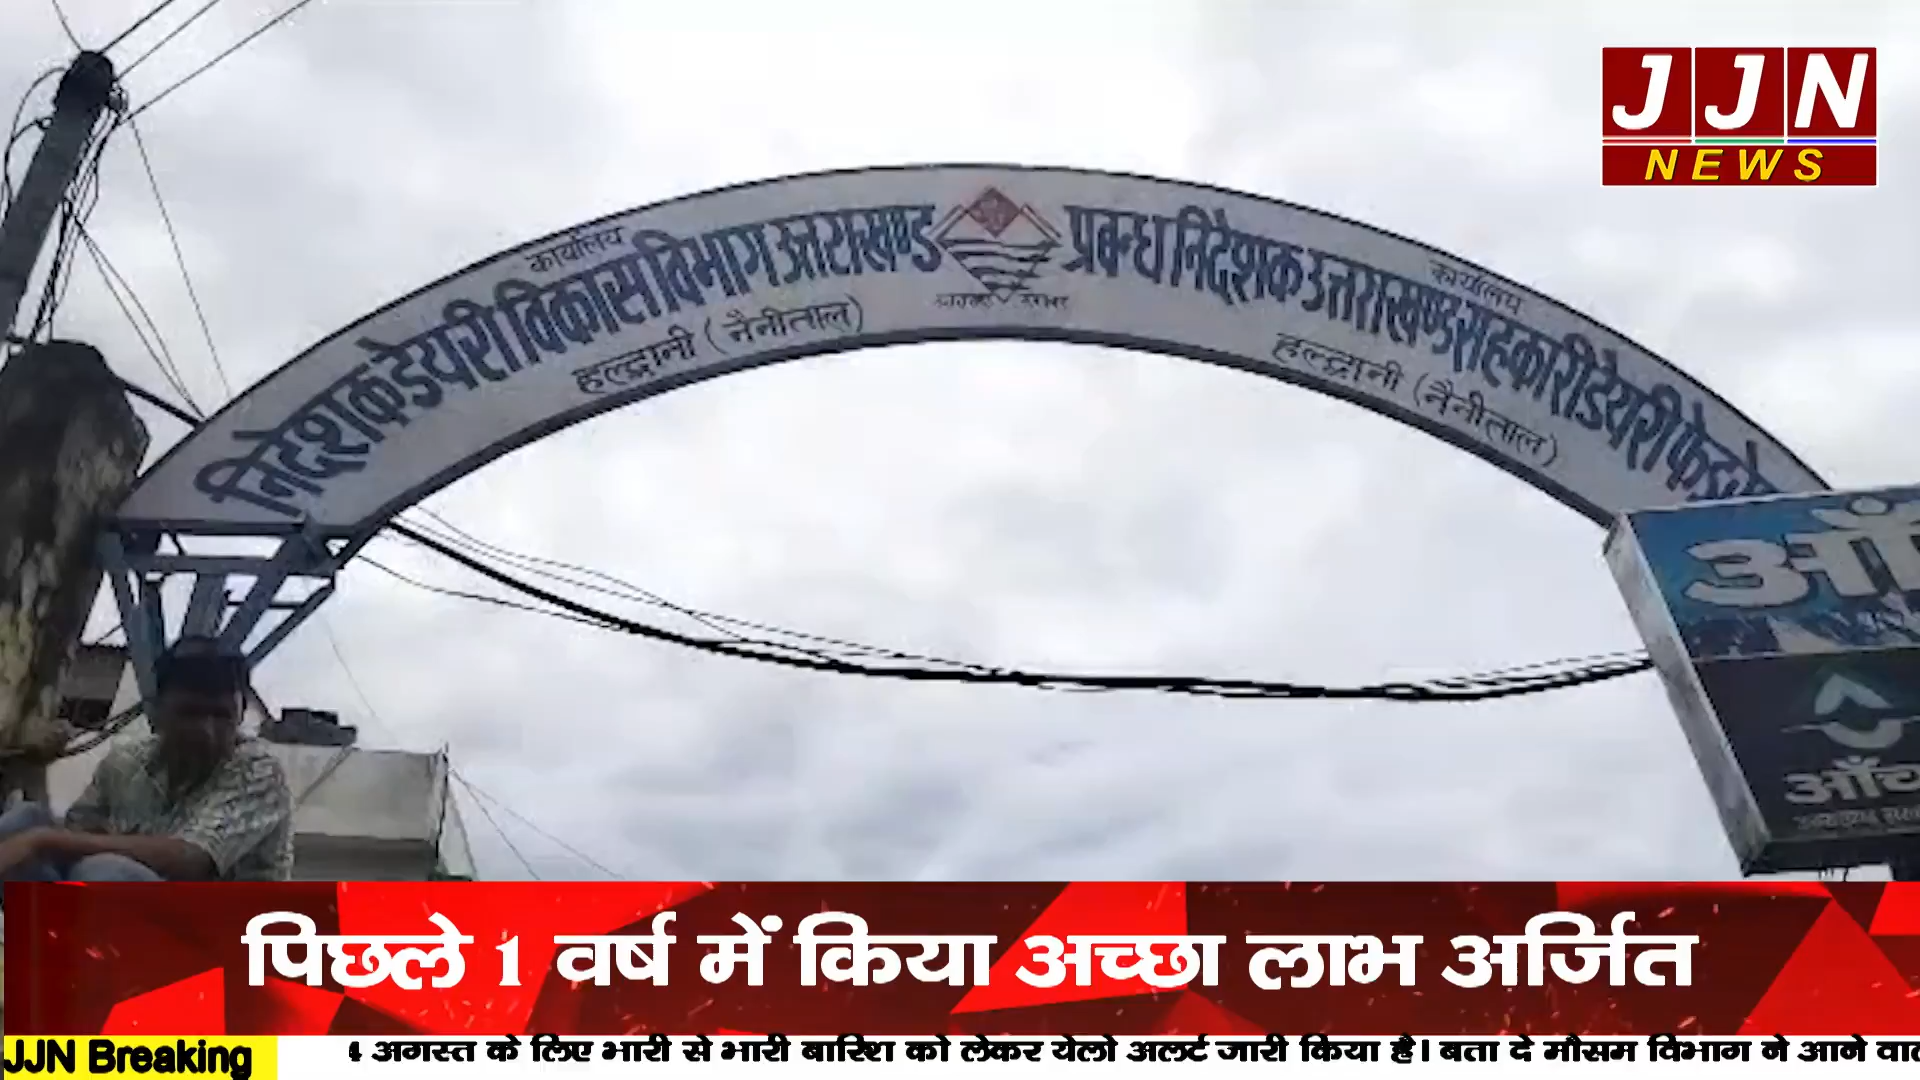 JJN
NEWS
कार्यालय
निदेशक डेयरी विकास विभाग उत्तराखण्ड
हल्द्वानी (नैनीताल)
कार्यालय
प्रबन्ध निदेशक उत्तराखण्ड सहकारी डेयरी फेडरे
हल्द्वानी (नैनीताल)
आँ
आँच
पिछले 1 वर्ष में किया अच्छा लाभ अर्जित
JJN Breaking
4 अगस्त के लिए भारी से भारी बारिश को लेकर येलो अलर्ट जारी किया है। बता दे मौसम विभाग ने आने वाल